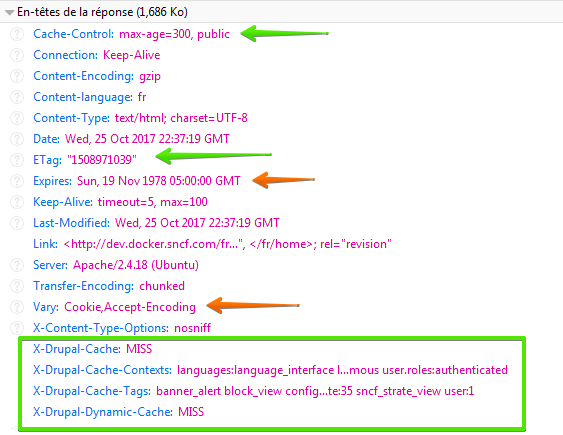 En-têtes de la réponse (1,686 Ko)
Cache-Control: max-age=300, public
Connection: Keep-Alive
Content-Encoding: gzip
Content-language: fr
Content-Type: text/html; charset=UTF-8
Date: Wed, 25 Oct 2017 22:37:19 GMT
ETag: "1508971039"
Expires: Sun, 19 Nov 1978 05:00:00 GMT
Keep-Alive: timeout=5, max=100
Last-Modified: Wed, 25 Oct 2017 22:37:19 GMT
Link: <http://dev.docker.sncf.com/fr...", </fr/home>; rel="revision"
Server: Apache/2.4.18 (Ubuntu)
Transfer-Encoding: chunked
Vary: Cookie,Accept-Encoding
X-Content-Type-Options: nosniff
X-Drupal-Cache: MISS
X-Drupal-Cache-Contexts: languages:language_interface l...mous user.roles:authenticated
X-Drupal-Cache-Tags: banner_alert block_view config...te:35 sncf_strate_view user:1
X-Drupal-Dynamic-Cache: MISS